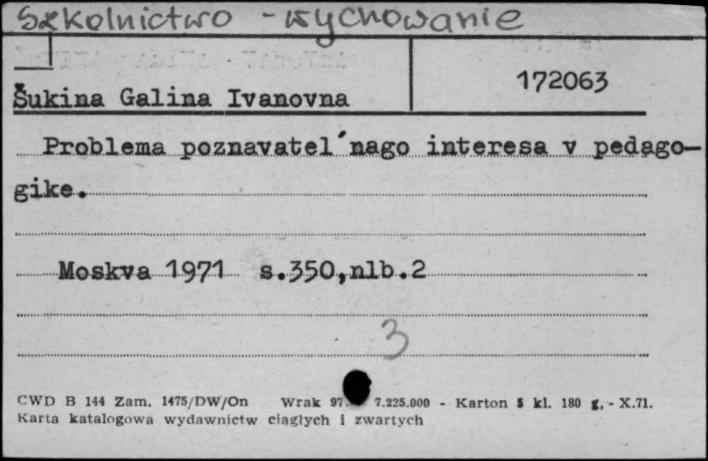 Szkolnictwo - wychowanie
172063
Šukina Galina Ivanovna
Problema poznavatel´nago interesa v pedago-
gike.
Moskva 1971 s.350,nlb.2
3
CWD B 144 Zam. 1475/DW/On Wrak 7.225.000 - Karton 5 kl. 180 g. - X.71.
Karta katalogowa wydawnictw ciągłych i zwartych